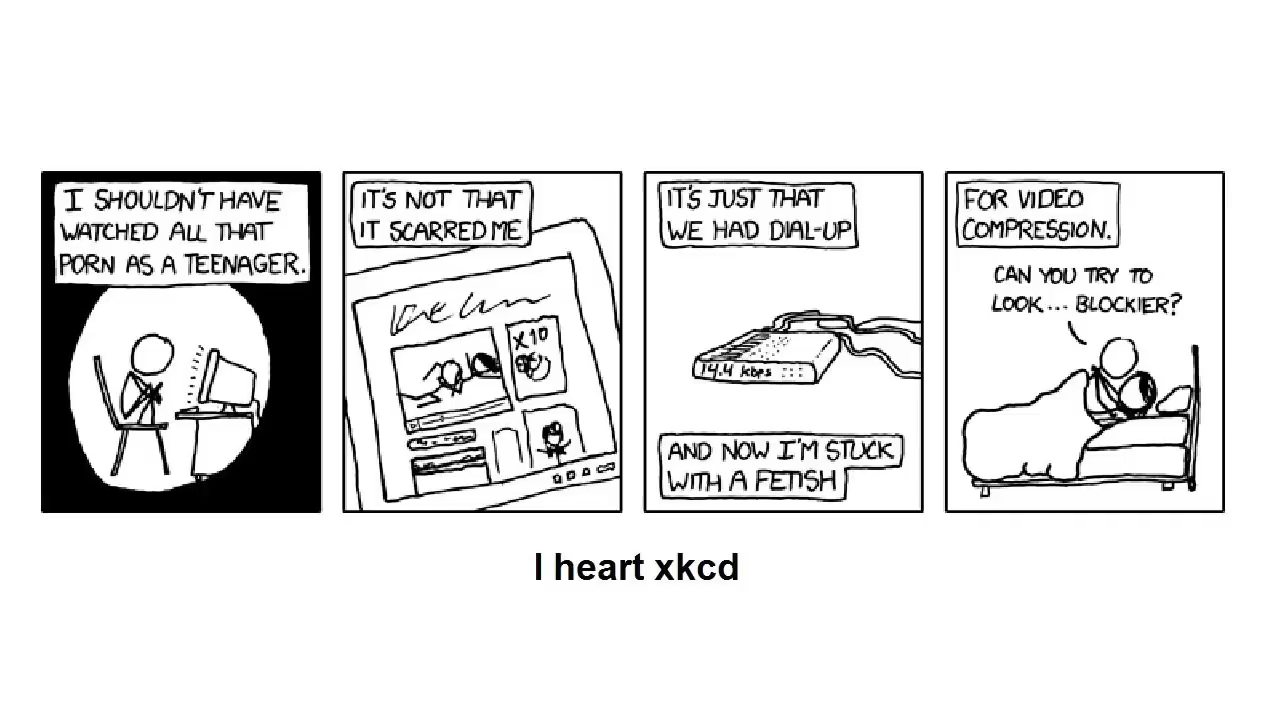 I SHOULDN'T HAVE
WATCHED ALL THAT
PORN AS A TEENAGER.
IT'S NOT THAT
IT SCARRED ME
X10
IT'S JUST THAT
WE HAD DIAL-UP
14.4 kbps
AND NOW I'M STUCK
WITH A FETISH
FOR VIDEO
COMPRESSION.
CAN YOU TRY TO
LOOK... BLOCKIER?
I heart xkcd